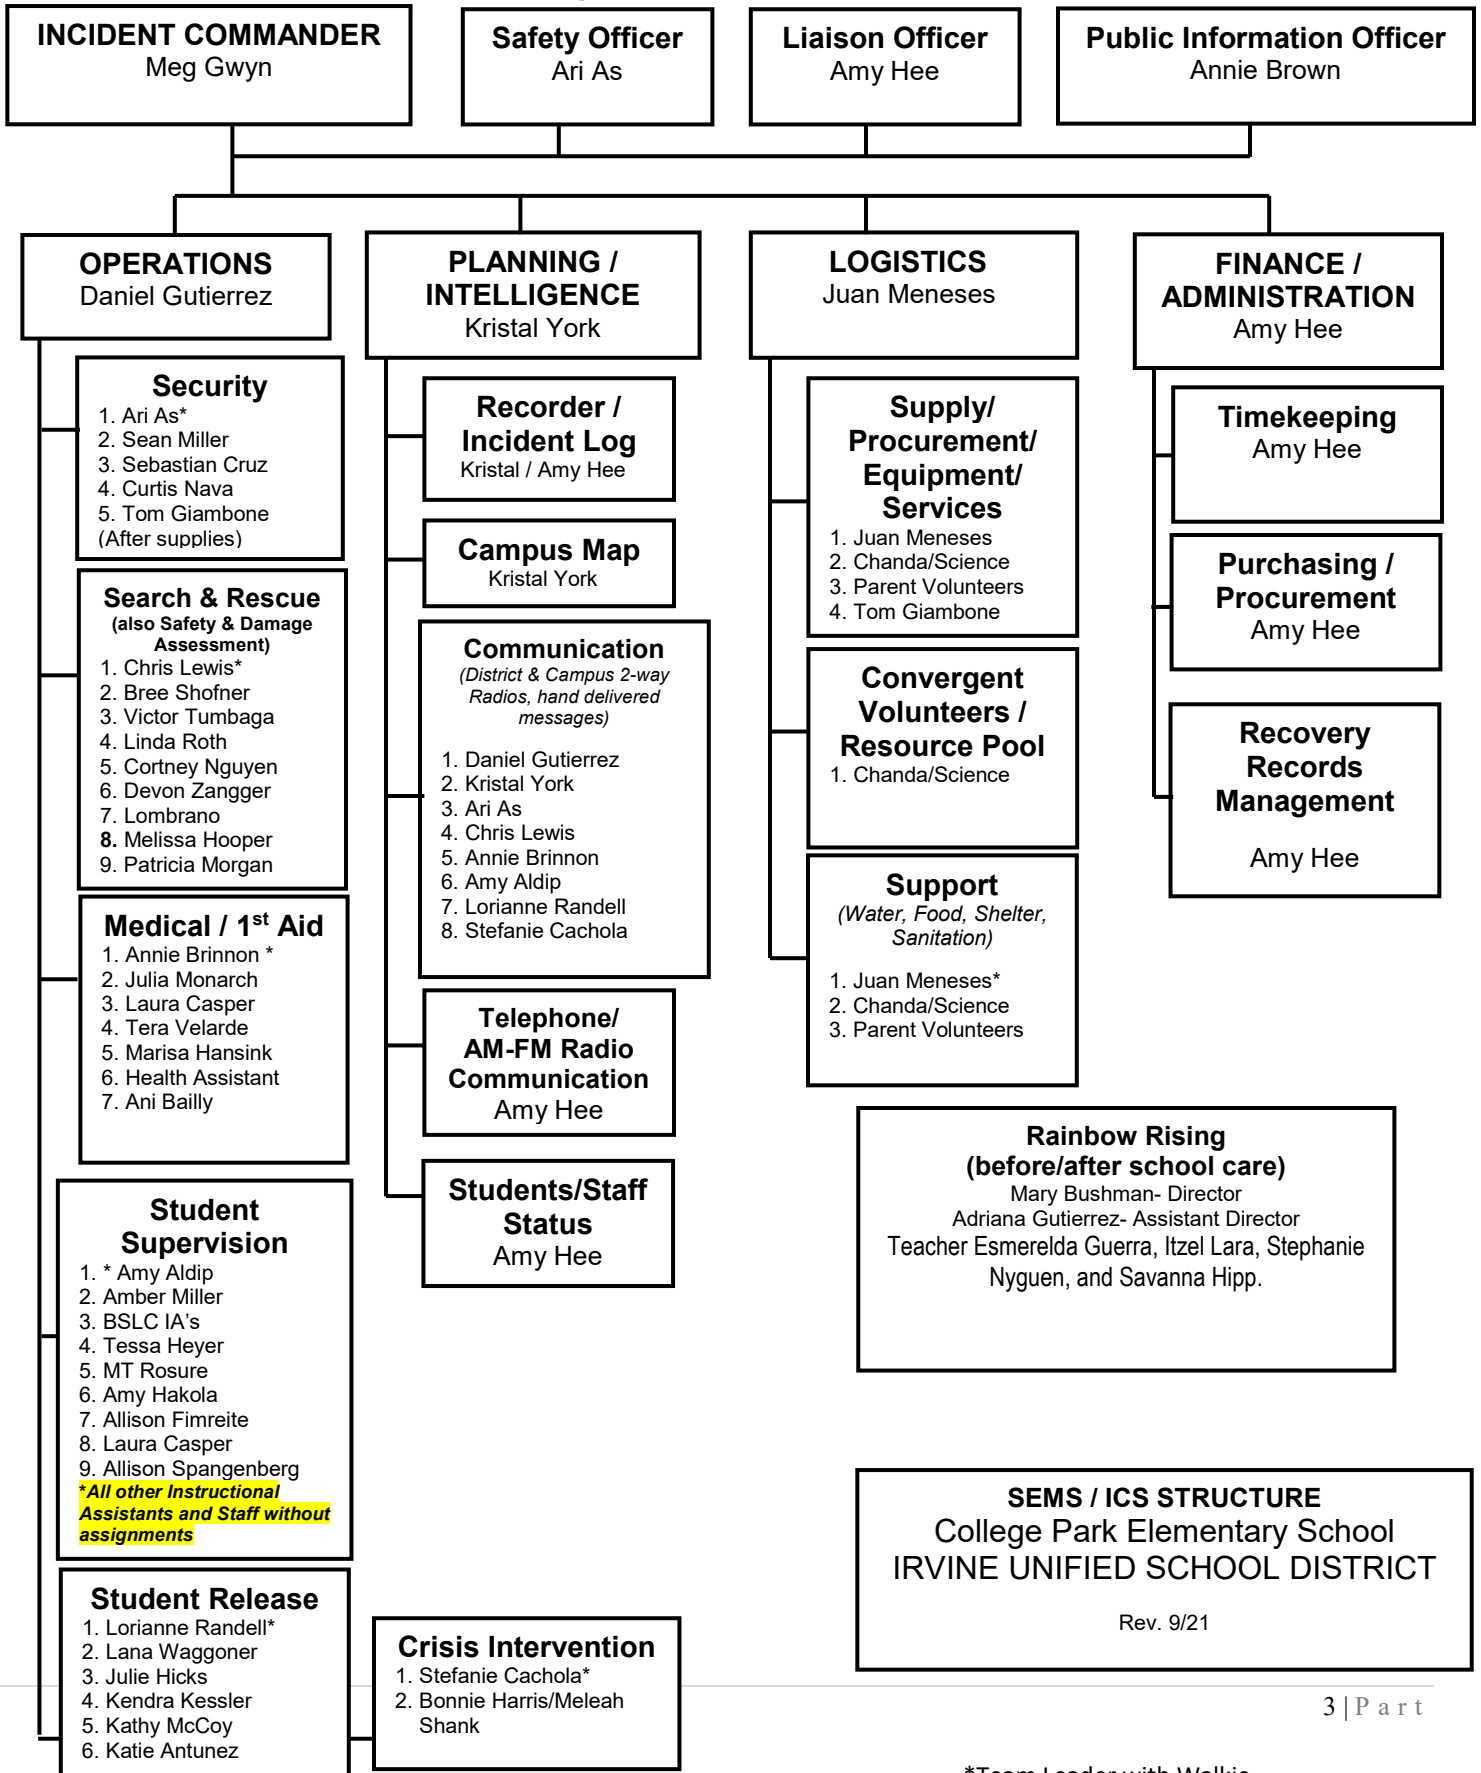 INCIDENT COMMANDER
Meg Gwyn
Safety Officer
Ari As
Liaison Officer
Amy Hee
Public Information Officer
Annie Brown
OPERATIONS
Daniel Gutierrez
Security
1. Ari As*
2. Sean Miller
3. Sebastian Cruz
4. Curtis Nava
5. Tom Giambone
(After supplies)
Search & Rescue
(also Safety & Damage
Assessment)
1. Chris Lewis*
2. Bree Shofner
3. Victor Tumbaga
4. Linda Roth
5. Cortney Nguyen
6. Devon Zangger
7. Lombrano
8. Melissa Hooper
9. Patricia Morgan
Medical / 1st Aid
1. Annie Brinnon *
2. Julia Monarch
3. Laura Casper
4. Tera Velarde
5. Marisa Hansink
6. Health Assistant
7. Ani Bailly
Student
Supervision
1. * Amy Aldip
2. Amber Miller
3. BSLC IA’s
4. Tessa Heyer
5. MT Rosure
6. Amy Hakola
7. Allison Fimreite
8. Laura Casper
9. Allison Spangenberg
*All other Instructional
Assistants and Staff without
assignments
Student Release
1. Lorianne Randell*
2. Lana Waggoner
3. Julie Hicks
4. Kendra Kessler
5. Kathy McCoy
6. Katie Antunez
Crisis Intervention
1. Stefanie Cachola*
2. Bonnie Harris/Meleah
Shank
PLANNING /
INTELLIGENCE
Kristal York
Recorder /
Incident Log
Kristal / Amy Hee
Campus Map
Kristal York
Communication
(District & Campus 2-way
Radios, hand delivered
messages)
1. Daniel Gutierrez
2. Kristal York
3. Ari As
4. Chris Lewis
5. Annie Brinnon
6. Amy Aldip
7. Lorianne Randell
8. Stefanie Cachola
Telephone/
AM-FM Radio
Communication
Amy Hee
Students/Staff
Status
Amy Hee
LOGISTICS
Juan Meneses
Supply/
Procurement/
Equipment/
Services
1. Juan Meneses
2. Chanda/Science
3. Parent Volunteers
4. Tom Giambone
Convergent
Volunteers /
Resource Pool
1. Chanda/Science
Support
(Water, Food, Shelter,
Sanitation)
1. Juan Meneses*
2. Chanda/Science
3. Parent Volunteers
FINANCE /
ADMINISTRATION
Amy Hee
Timekeeping
Amy Hee
Purchasing /
Procurement
Amy Hee
Recovery
Records
Management
Amy Hee
Rainbow Rising
(before/after school care)
Mary Bushman- Director
Adriana Gutierrez- Assistant Director
Teacher Esmerelda Guerra, Itzel Lara, Stephanie
Nyguen, and Savanna Hipp.
SEMS / ICS STRUCTURE
College Park Elementary School
IRVINE UNIFIED SCHOOL DISTRICT
Rev. 9/21
3 | Part
*Team Leader with Walkie